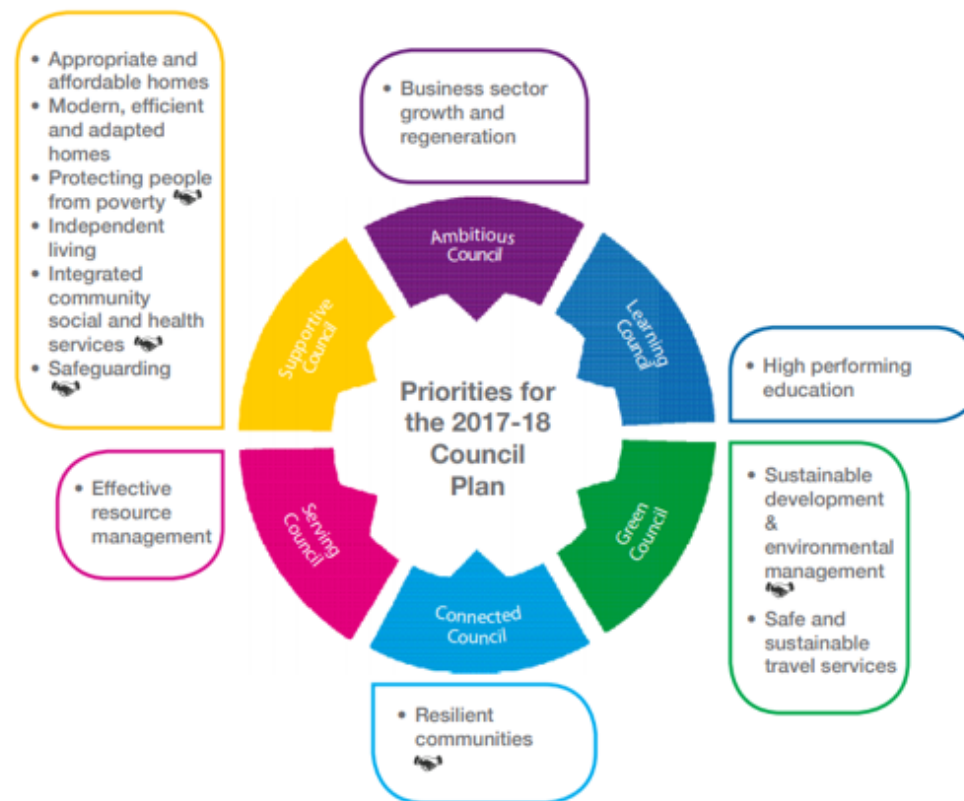 • Appropriate and
affordable homes
• Modern, efficient
and adapted
homes
• Protecting people
from poverty
• Independent
living
• Integrated
community
social and health
services
• Safeguarding
• Business sector
growth and
regeneration
Ambitious
Council
Learning
Council
Supportive
Council
Priorities for
the 2017-18
Council
Plan
• High performing
education
• Effective
resource
management
Serving
Council
Green
Council
• Sustainable
development
&
environmental
management
• Safe and
sustainable
travel services
Connected
Council
• Resilient
communities